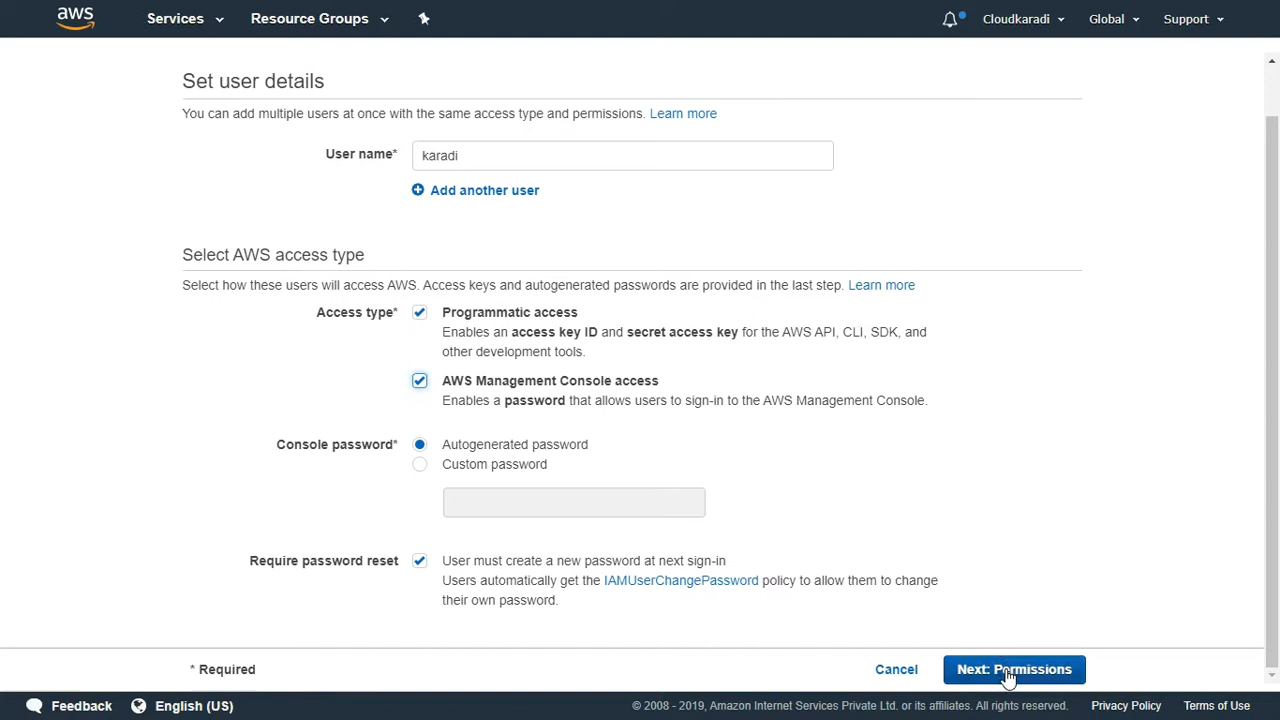 aws Services Resource Groups Cloudkaradi Global Support
Set user details
You can add multiple users at once with the same access type and permissions. Learn more
User name* karadi
Add another user
Select AWS access type
Select how these users will access AWS. Access keys and autogenerated passwords are provided in the last step. Learn more
Access type* Programmatic access
Enables an access key ID and secret access key for the AWS API, CLI, SDK, and
other development tools.
AWS Management Console access
Enables a password that allows users to sign-in to the AWS Management Console.
Console password* Autogenerated password
Custom password
Require password reset User must create a new password at next sign-in
Users automatically get the IAMUserChangePassword policy to allow them to change
their own password.
* Required Cancel Next: Permissions
Feedback English (US) © 2008 - 2019, Amazon Internet Services Private Ltd. or its affiliates. All rights reserved. Privacy Policy Terms of Use